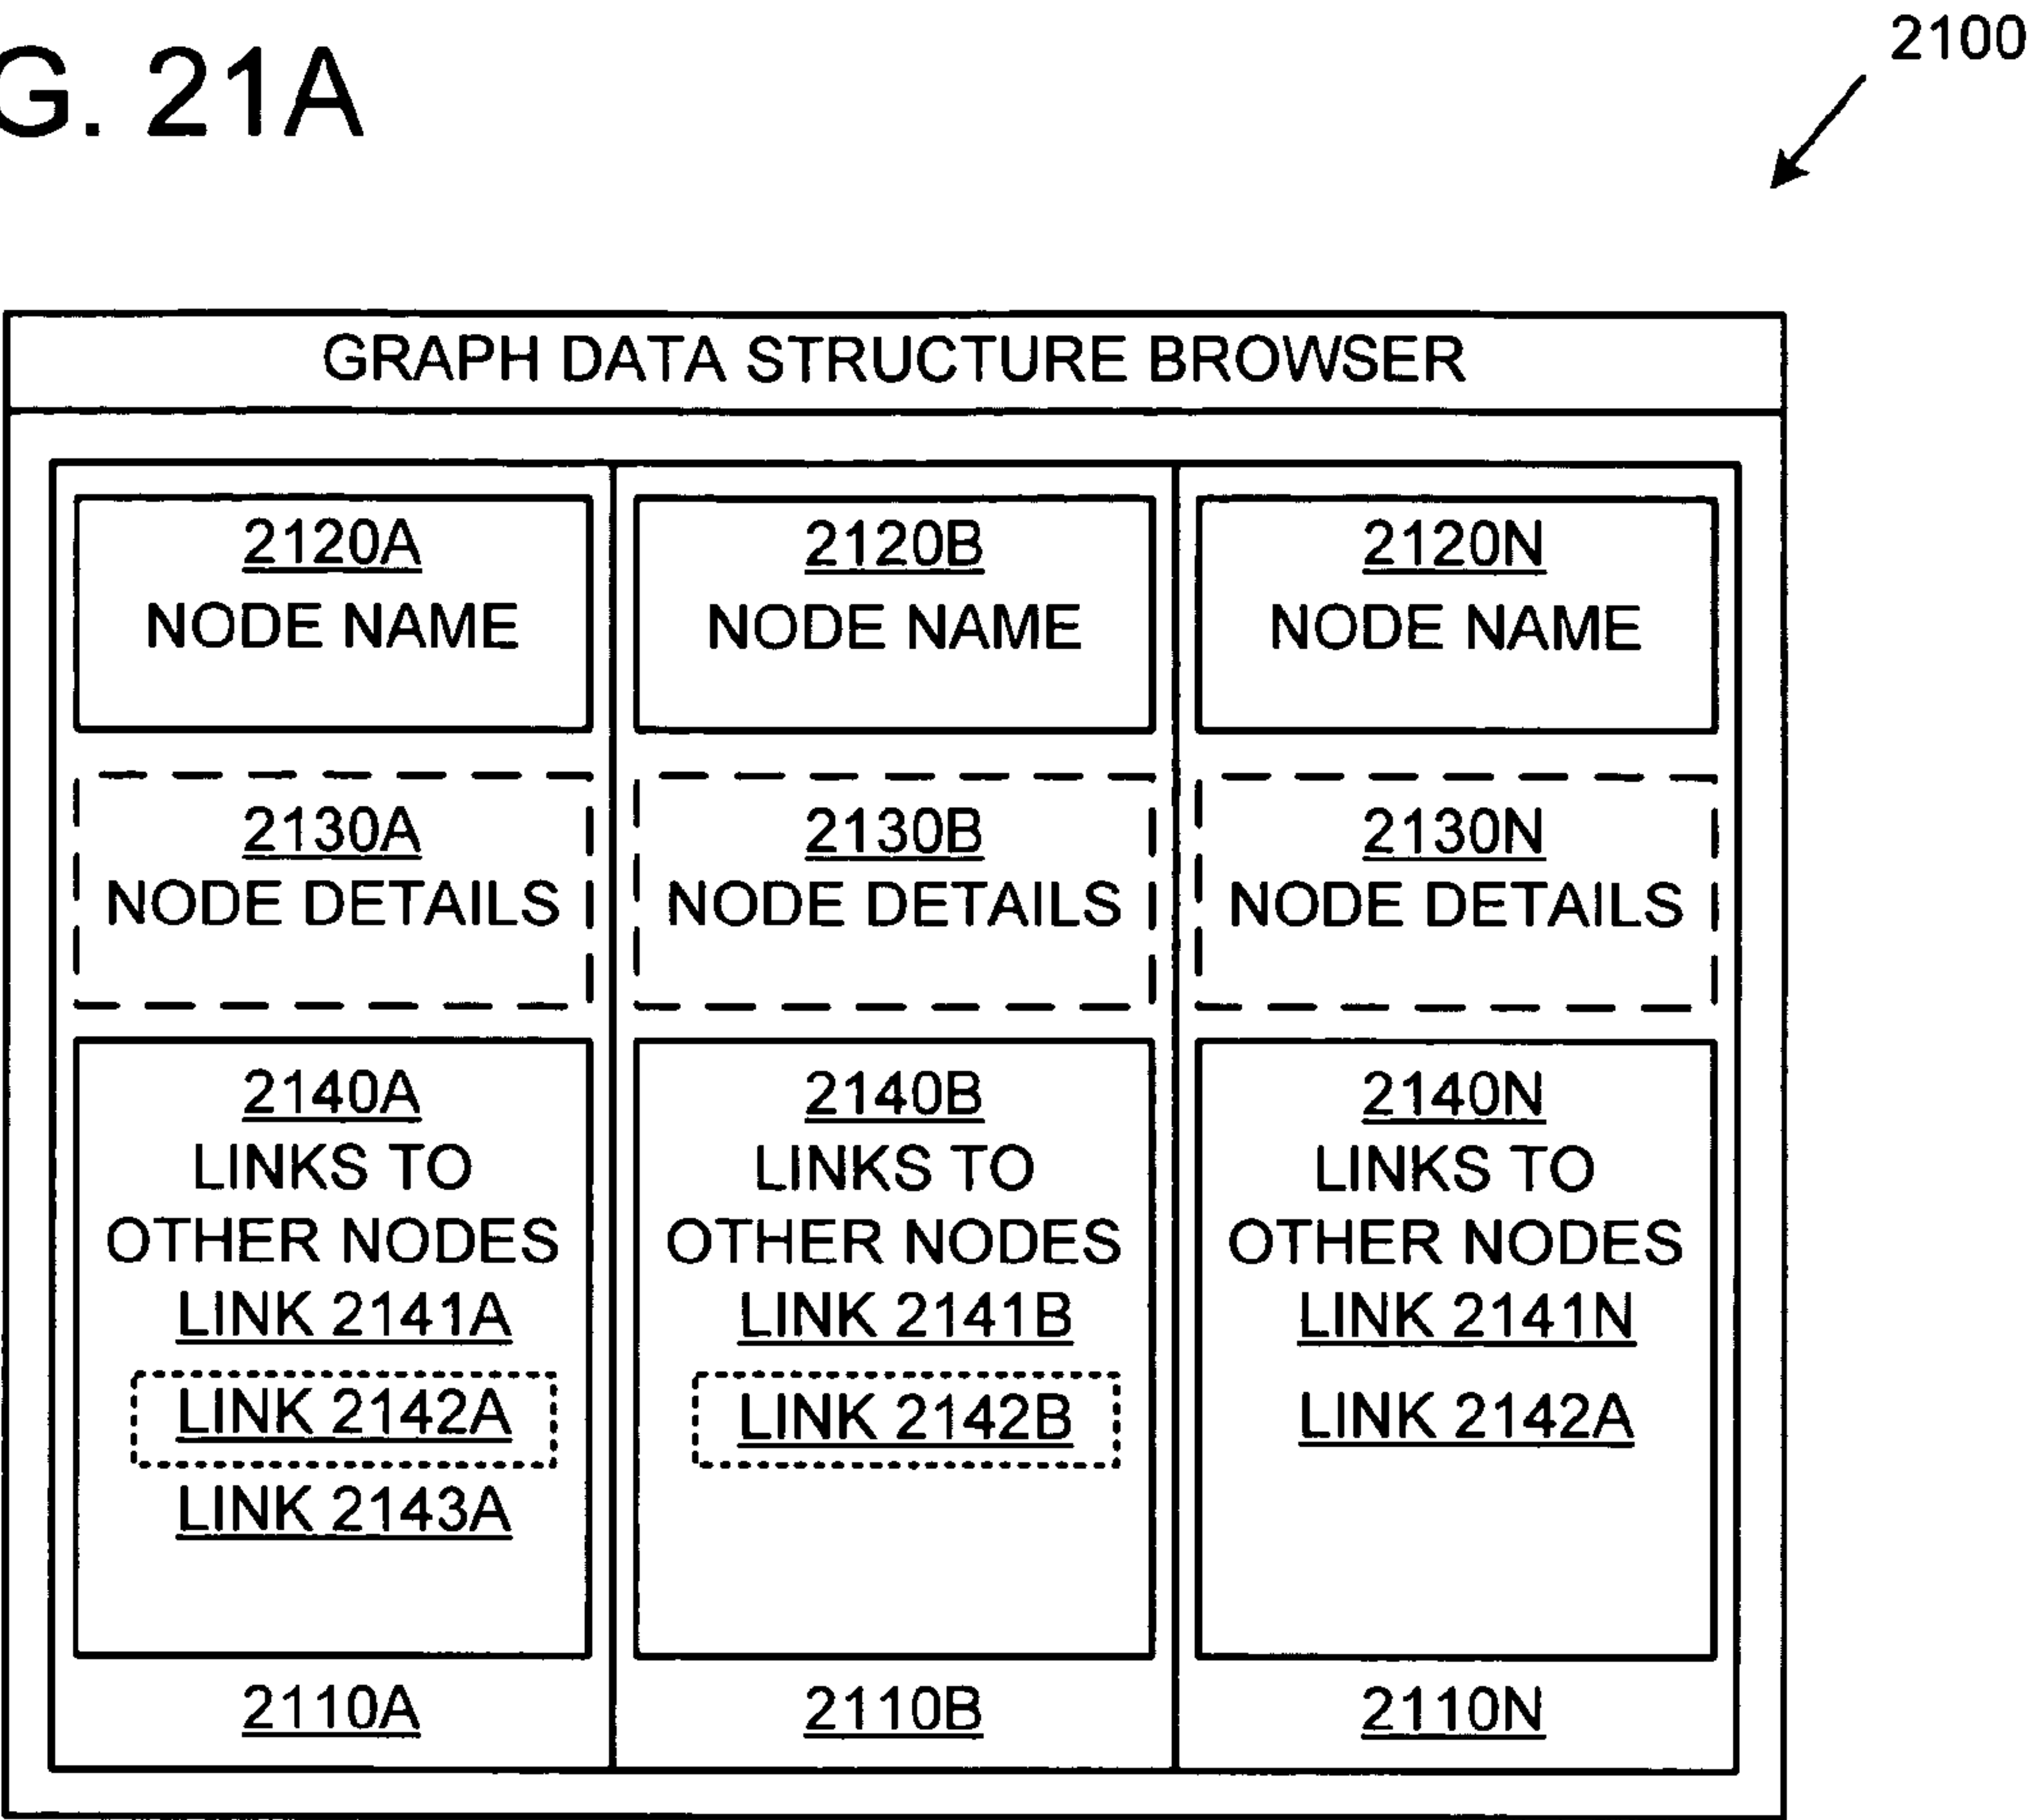 G. 21A
2100
GRAPH DATA STRUCTURE BROWSER
2120A
NODE NAME
2130A
NODE DETAILS
2140A
LINKS TO
OTHER NODES
LINK 2141A
LINK 2142A
LINK 2143A
2110A
2120B
NODE NAME
2130B
NODE DETAILS
2140B
LINKS TO
OTHER NODES
LINK 2141B
LINK 2142B
2110B
2120N
NODE NAME
2130N
NODE DETAILS
2140N
LINKS TO
OTHER NODES
LINK 2141N
LINK 2142A
2110N